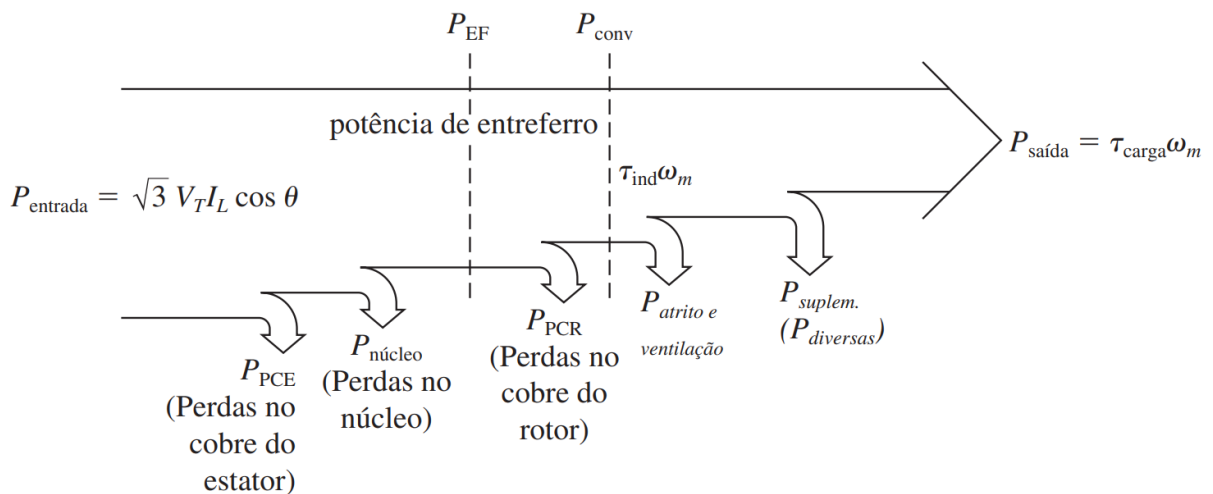 P_EF
P_conv
potência de entreferro
P_saída = τ_carga ω_m
τ_ind ω_m
P_entrada = √3 V_T I_L cos θ
P_PCE
(Perdas no
cobre do
estator)
P_núcleo
(Perdas no
núcleo)
P_PCR
(Perdas no
cobre do
rotor)
P_atrito e
ventilação
P_suplem.
(P_diversas)